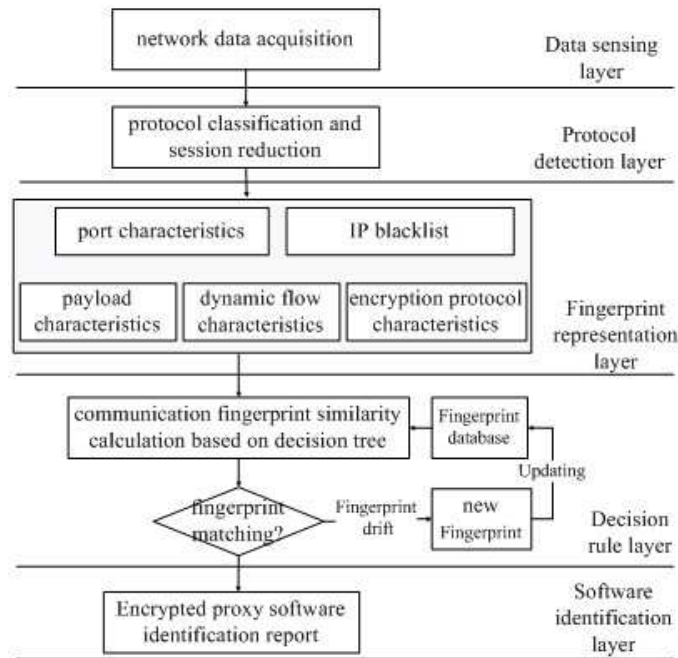 network data acquisition
Data sensing
layer
protocol classification and
session reduction
Protocol
detection layer
port characteristics
IP blacklist
payload
characteristics
dynamic flow
characteristics
encryption protocol
characteristics
Fingerprint
representation
layer
communication fingerprint similarity
calculation based on decision tree
Fingerprint
database
Updating
fingerprint
matching?
Fingerprint
drift
new
Fingerprint
Decision
rule layer
Encrypted proxy software
identification report
Software
identification
layer